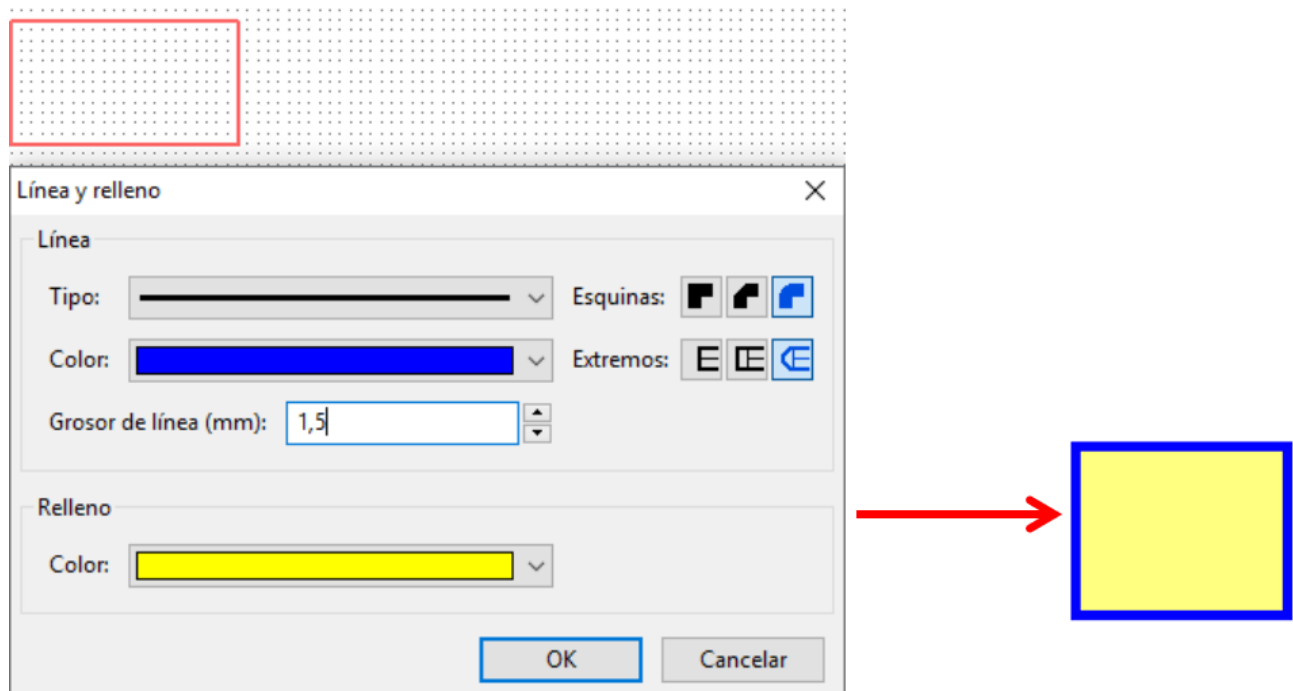 Línea y relleno
Línea
Tipo:
Esquinas:
Color:
Extremos:
Grosor de línea (mm): 1,5
Relleno
Color:
OK Cancelar